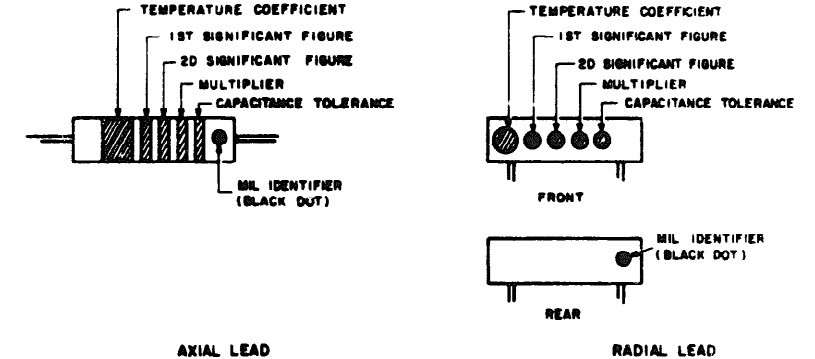 TEMPERATURE COEFFICIENT
1ST SIGNIFICANT FIGURE
2D SIGNIFICANT FIGURE
MULTIPLIER
CAPACITANCE TOLERANCE
MIL IDENTIFIER
(BLACK DOT)
AXIAL LEAD
TEMPERATURE COEFFICIENT
1ST SIGNIFICANT FIGURE
2D SIGNIFICANT FIGURE
MULTIPLIER
CAPACITANCE TOLERANCE
FRONT
MIL IDENTIFIER
(BLACK DOT)
REAR
RADIAL LEAD